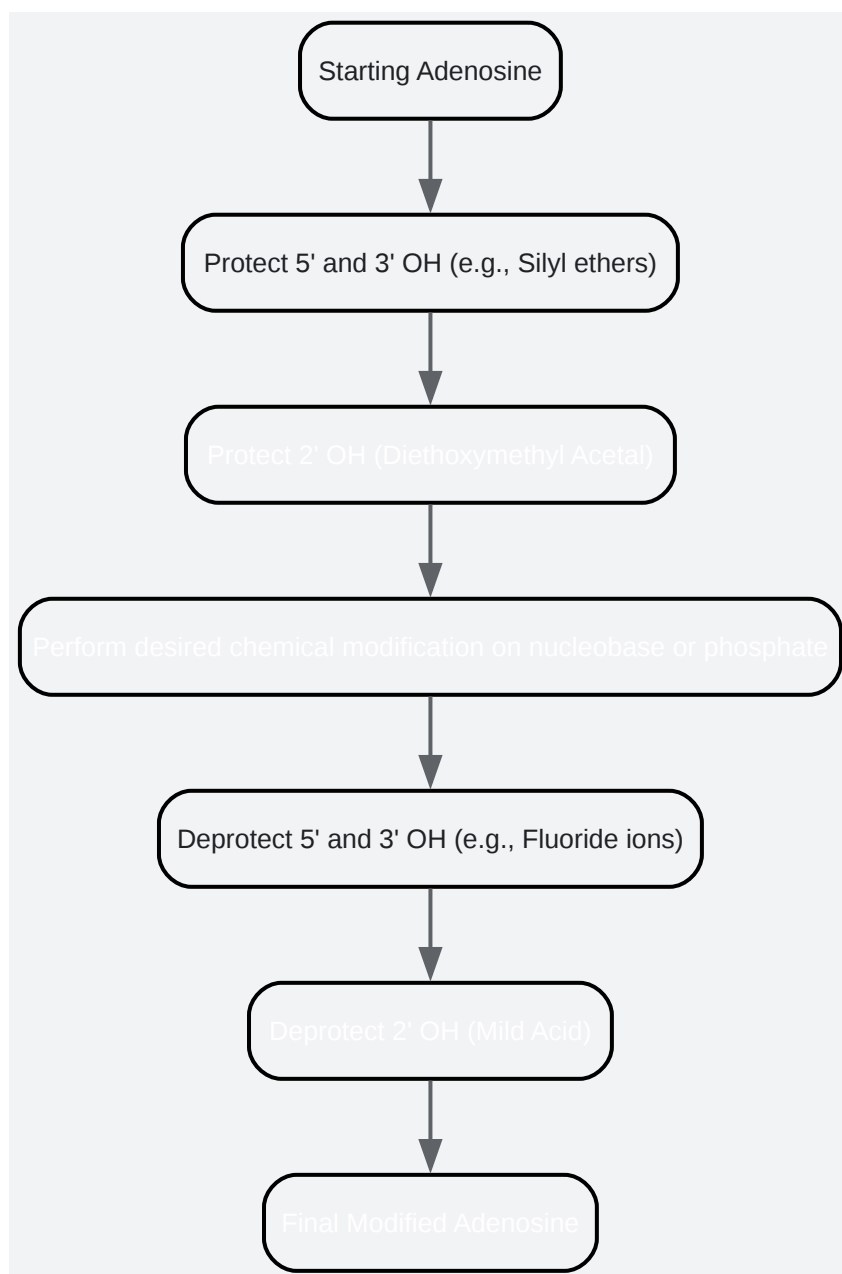 Starting Adenosine
Protect 5' and 3' OH (e.g., Silyl ethers)
Protect 2' OH (Diethoxymethyl Acetal)
Perform desired chemical modification on nucleobase or phosphate
Deprotect 5' and 3' OH (e.g., Fluoride ions)
Deprotect 2' OH (Mild Acid)
Final Modified Adenosine